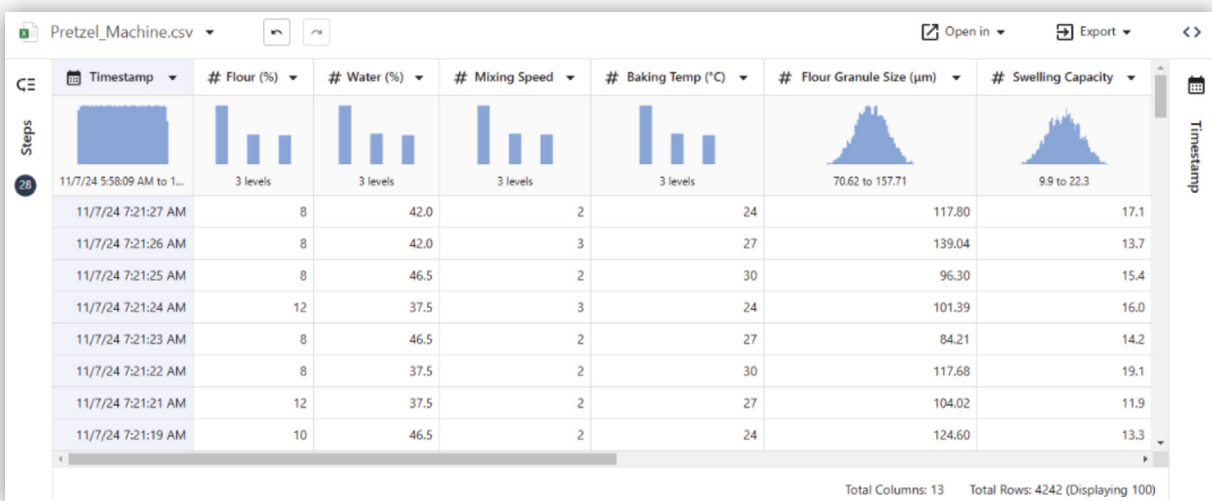 Pretzel_Machine.csv Open in Export <>
Steps
28
Timestamp # Flour (%) # Water (%) # Mixing Speed # Baking Temp (°C) # Flour Granule Size (µm) # Swelling Capacity
11/7/24 5:58:09 AM to 1... 3 levels 3 levels 3 levels 3 levels 70.62 to 157.71 9.9 to 22.3
11/7/24 7:21:27 AM 8 42.0 2 24 117.80 17.1
11/7/24 7:21:26 AM 8 42.0 3 27 139.04 13.7
11/7/24 7:21:25 AM 8 46.5 2 30 96.30 15.4
11/7/24 7:21:24 AM 12 37.5 3 24 101.39 16.0
11/7/24 7:21:23 AM 8 46.5 2 27 84.21 14.2
11/7/24 7:21:22 AM 8 37.5 2 30 117.68 19.1
11/7/24 7:21:21 AM 12 37.5 2 27 104.02 11.9
11/7/24 7:21:19 AM 10 46.5 2 24 124.60 13.3
Timestamp
Total Columns: 13 Total Rows: 4242 (Displaying 100)